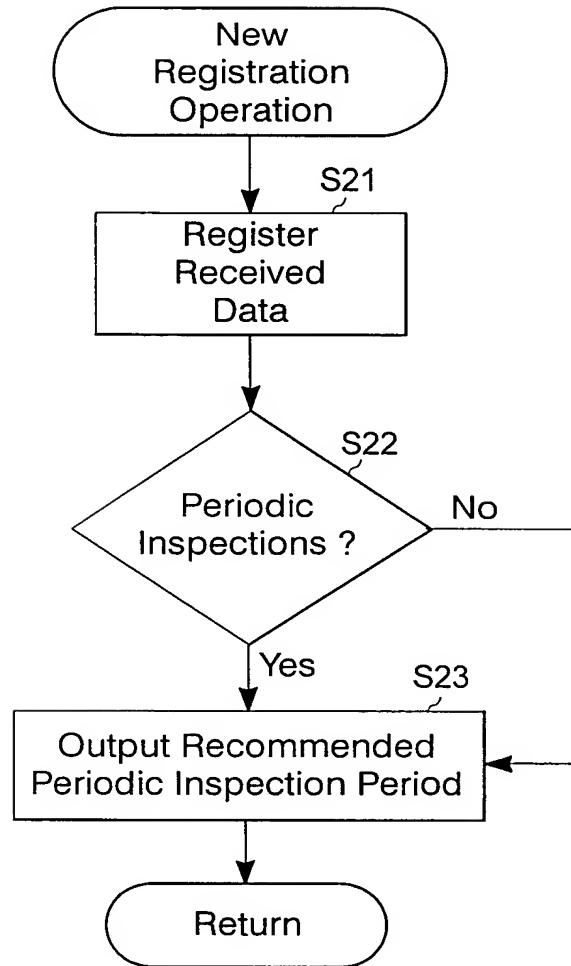 New
Registration
Operation
S21
Register
Received
Data
S22
Periodic
Inspections ?
No
Yes
S23
Output Recommended
Periodic Inspection Period
Return